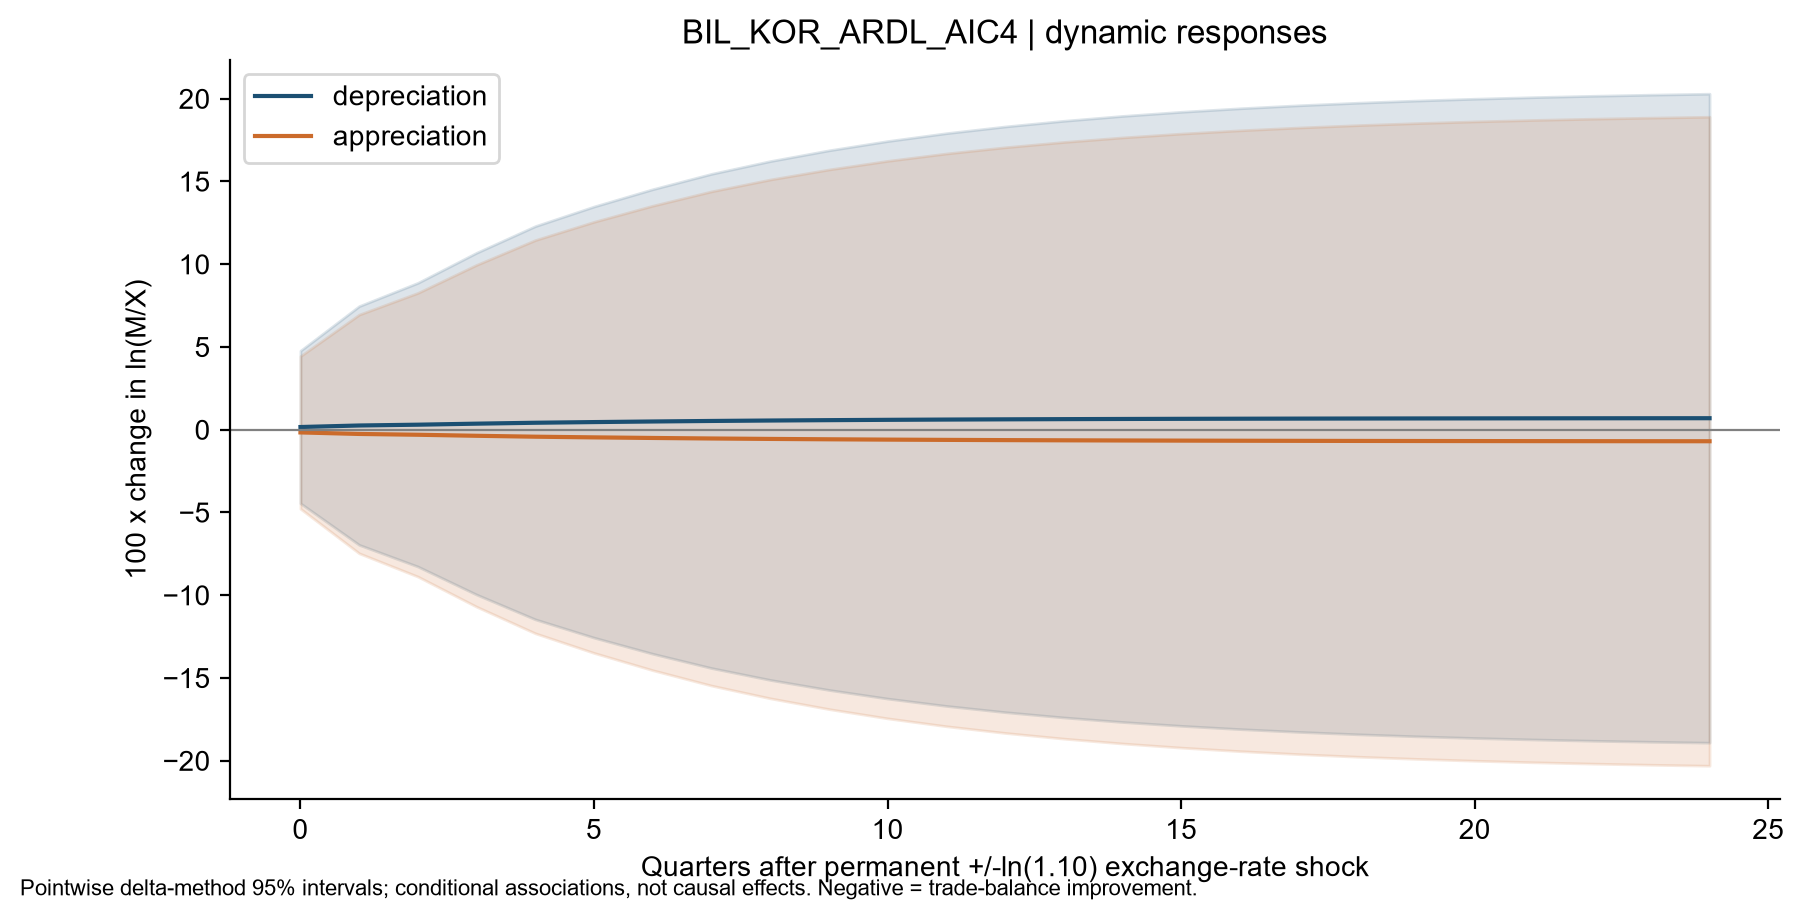 BIL_KOR_ARDL_AIC4 | dynamic responses
depreciation
appreciation
100 x change in ln(M/X)
20
15
10
5
0
−5
−10
−15
−20
0 5 10 15 20 25
Quarters after permanent +/-ln(1.10) exchange-rate shock
Pointwise delta-method 95% intervals; conditional associations, not causal effects. Negative = trade-balance improvement.